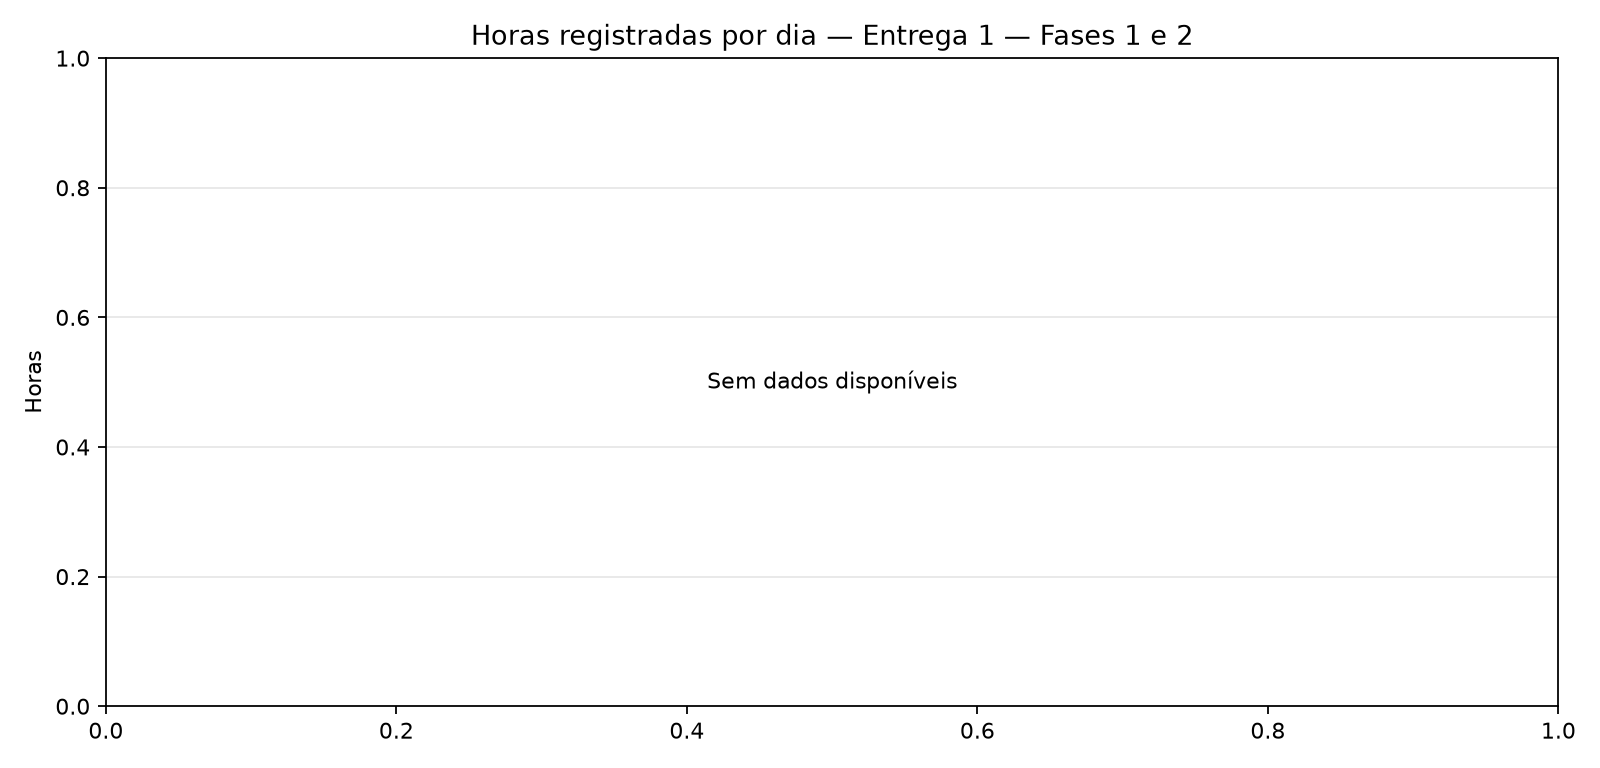 Horas registradas por dia — Entrega 1 — Fases 1 e 2
1.0
0.8
0.6
Horas
Sem dados disponíveis
0.4
0.2
0.0
0.0 0.2 0.4 0.6 0.8 1.0